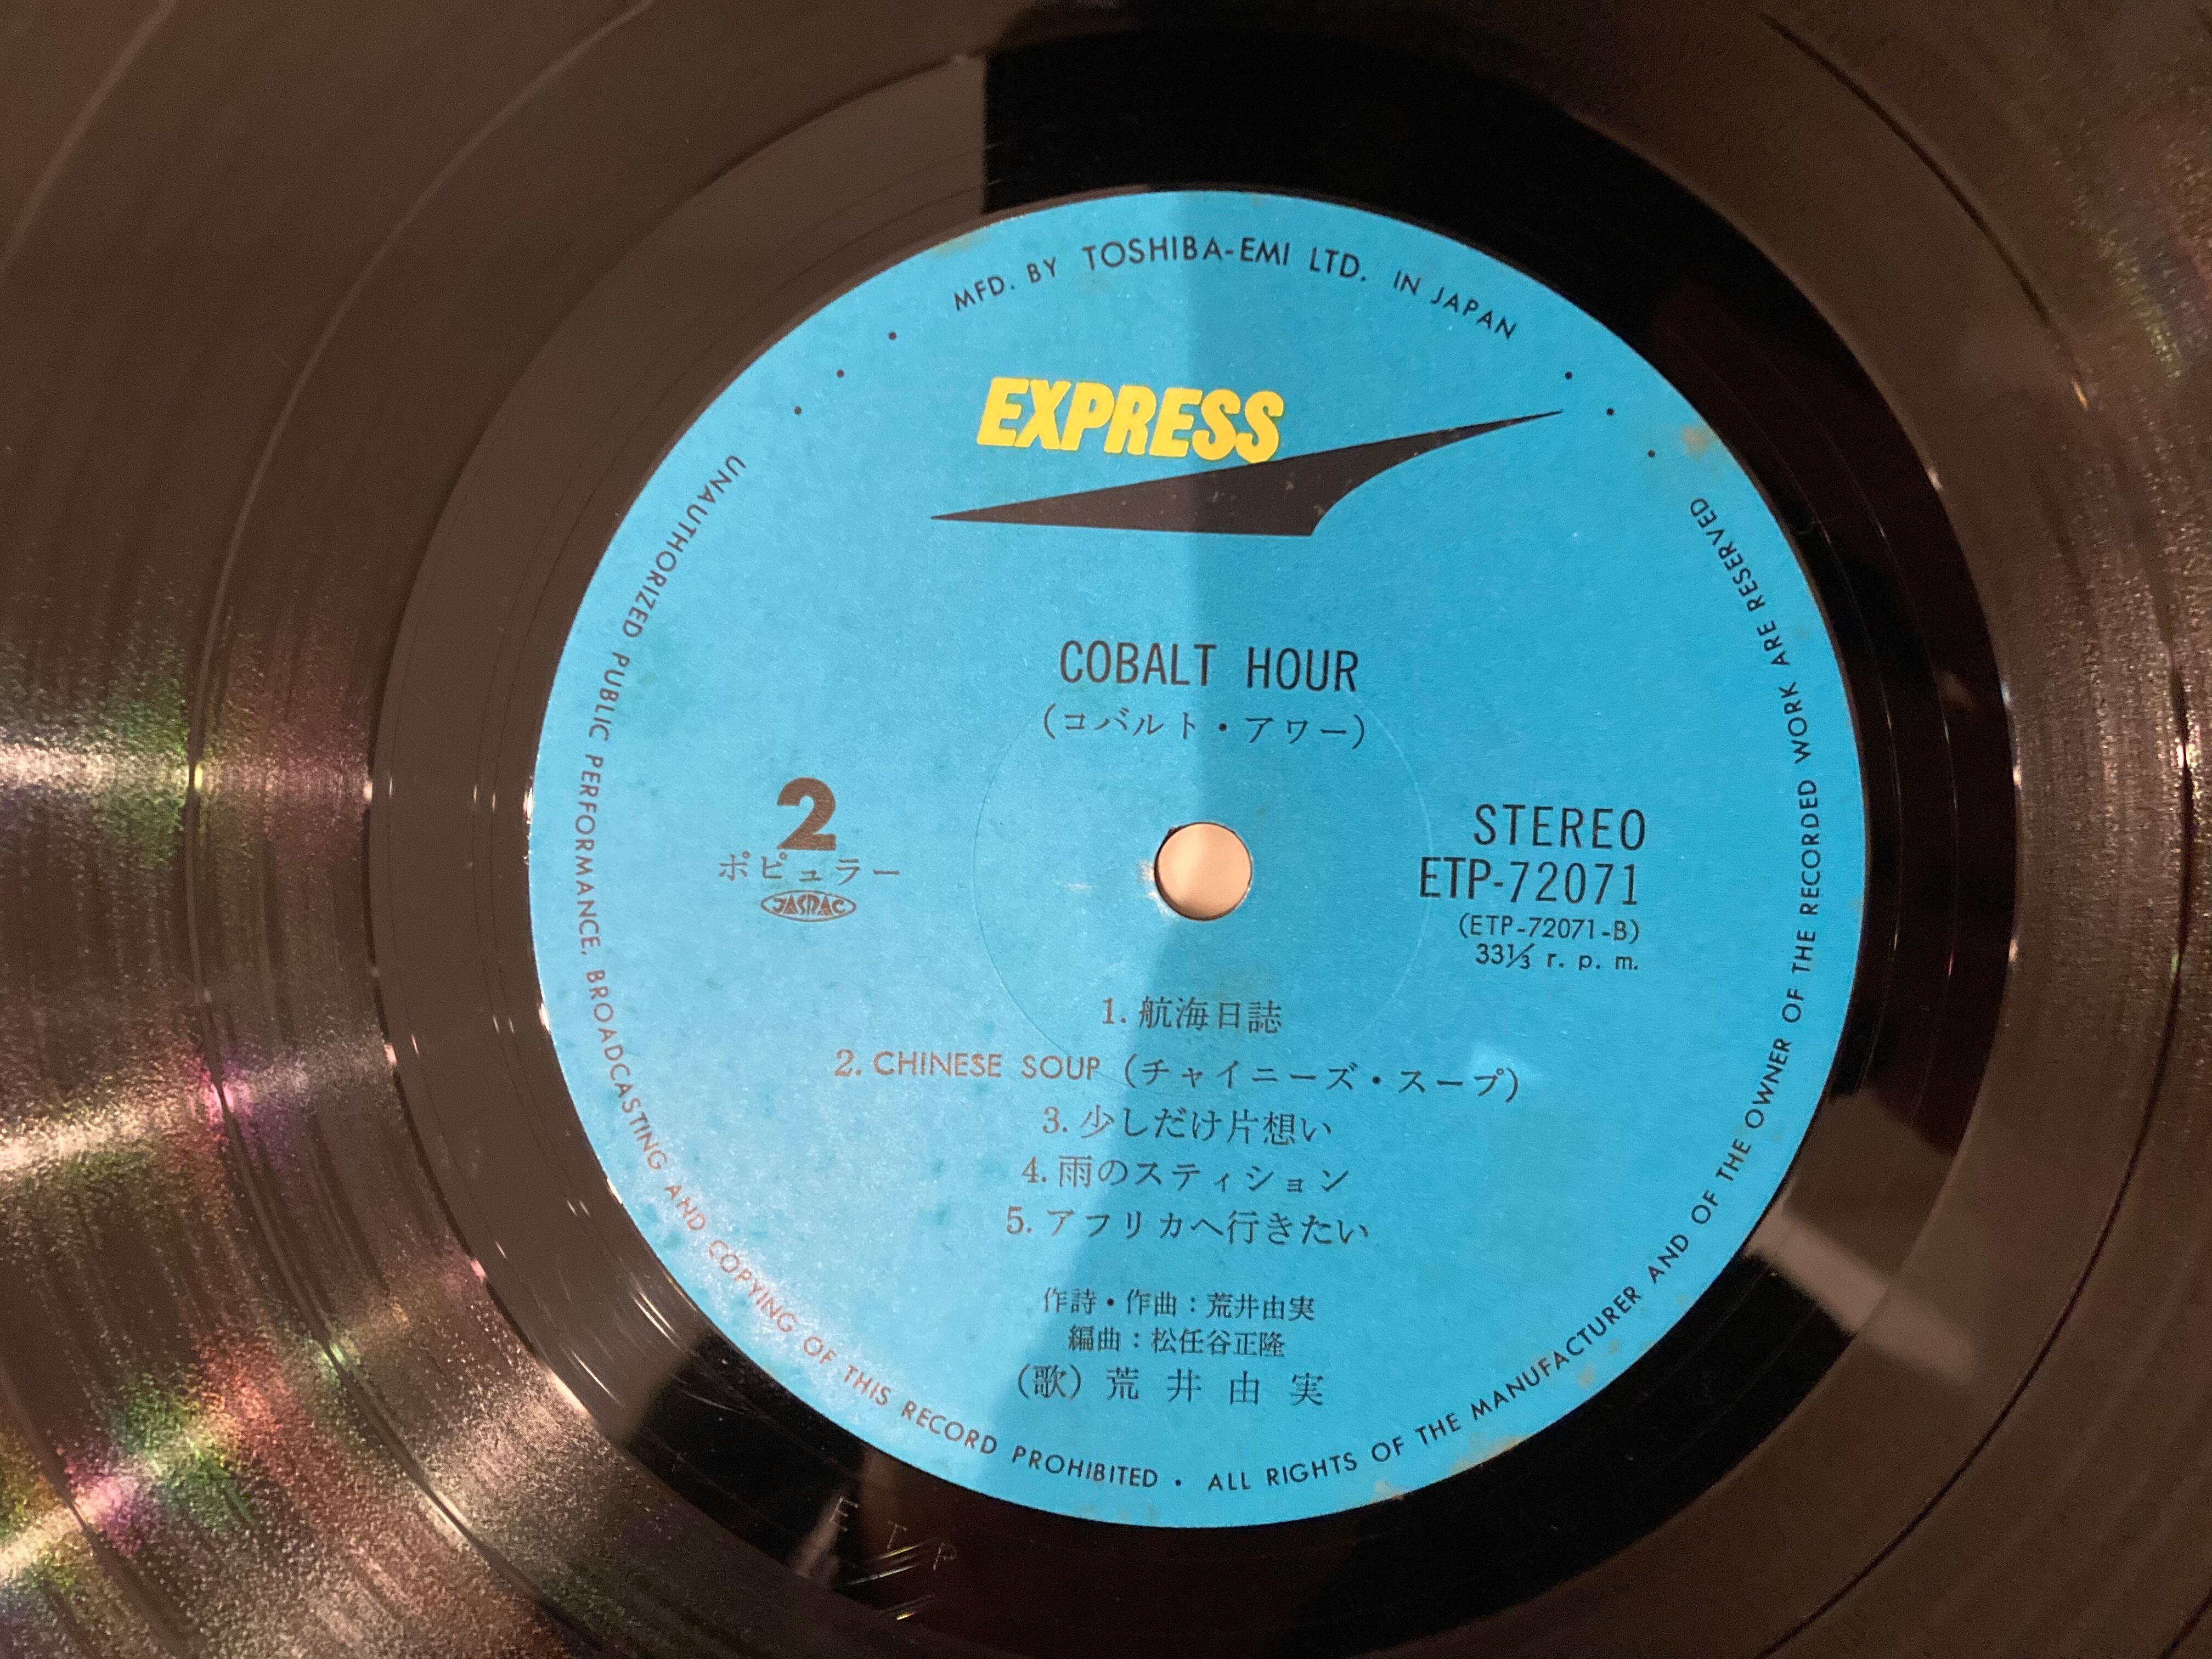 MFD. BY TOSHIBA-EMI LTD. IN JAPAN
EXPRESS
COBALT HOUR
(コバルト・アワー)
2
ポピュラー
JASRAC
STEREO
ETP-72071
(ETP-72071-B)
33⅓ r. p. m.
1. 航海日誌
2. CHINESE SOUP (チャイニーズ・スープ)
3. 少しだけ片想い
4. 雨のスティション
5. アフリカへ行きたい
作詩・作曲：荒井由実
編曲：松任谷正隆
(歌) 荒井由実
UNAUTHORIZED PUBLIC PERFORMANCE, BROADCASTING AND COPYING OF THIS RECORD PROHIBITED • ALL RIGHTS OF THE MANUFACTURER AND OF THE OWNER OF THE RECORDED WORK ARE RESERVED
ETP